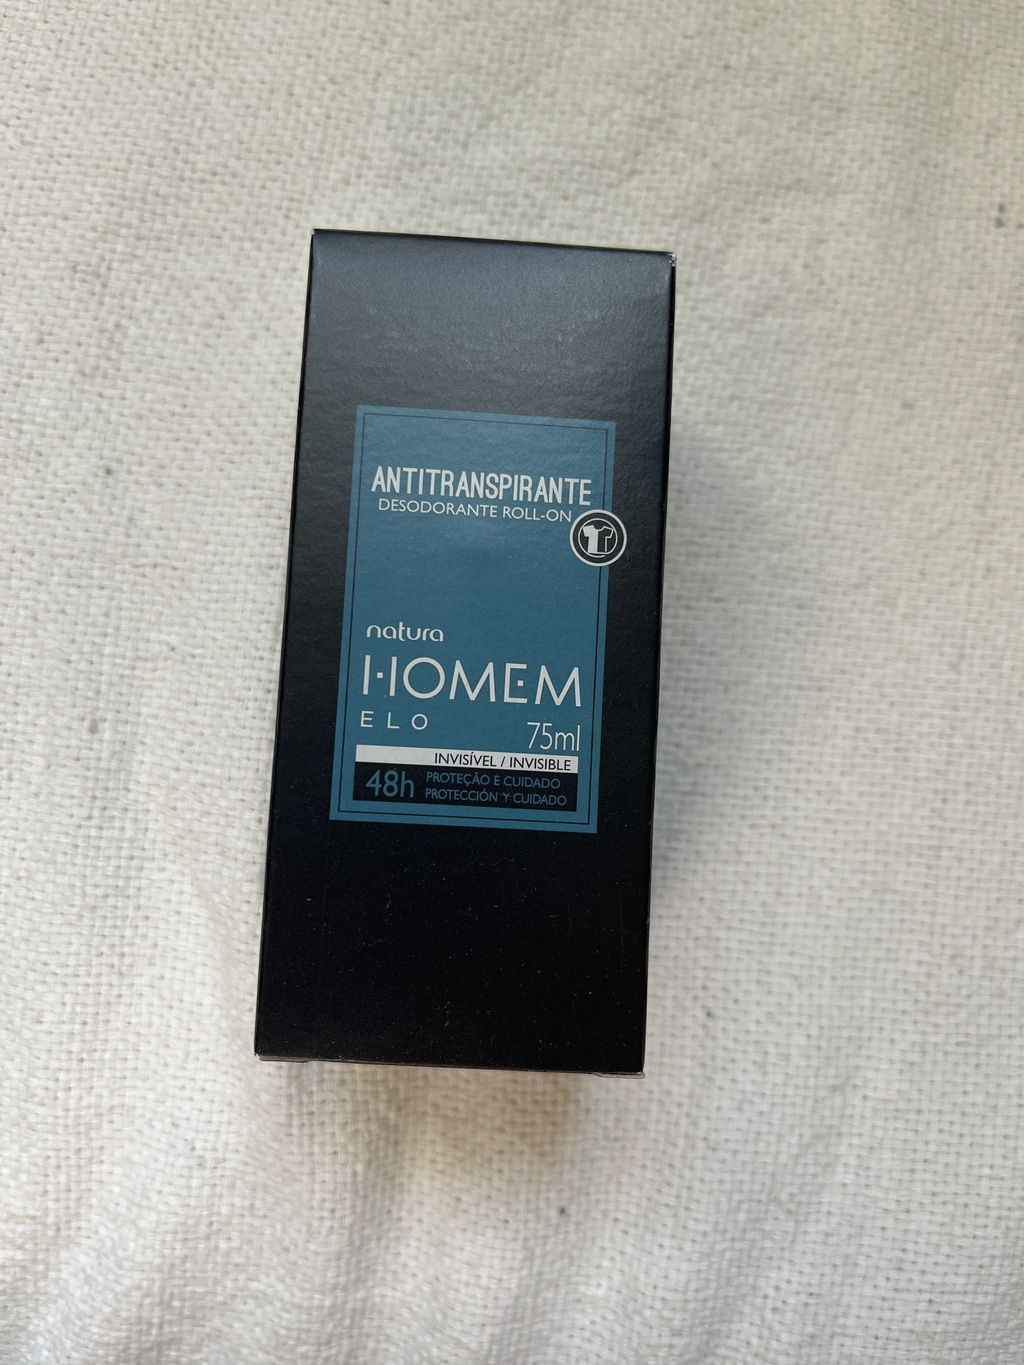 ANTITRANSPIRANTE
DESODORANTE ROLL-ON
natura
HOMEM
ELO
75ml
INVISÍVEL / INVISIBLE
48h
PROTEÇÃO E CUIDADO
PROTECCIÓN Y CUIDADO